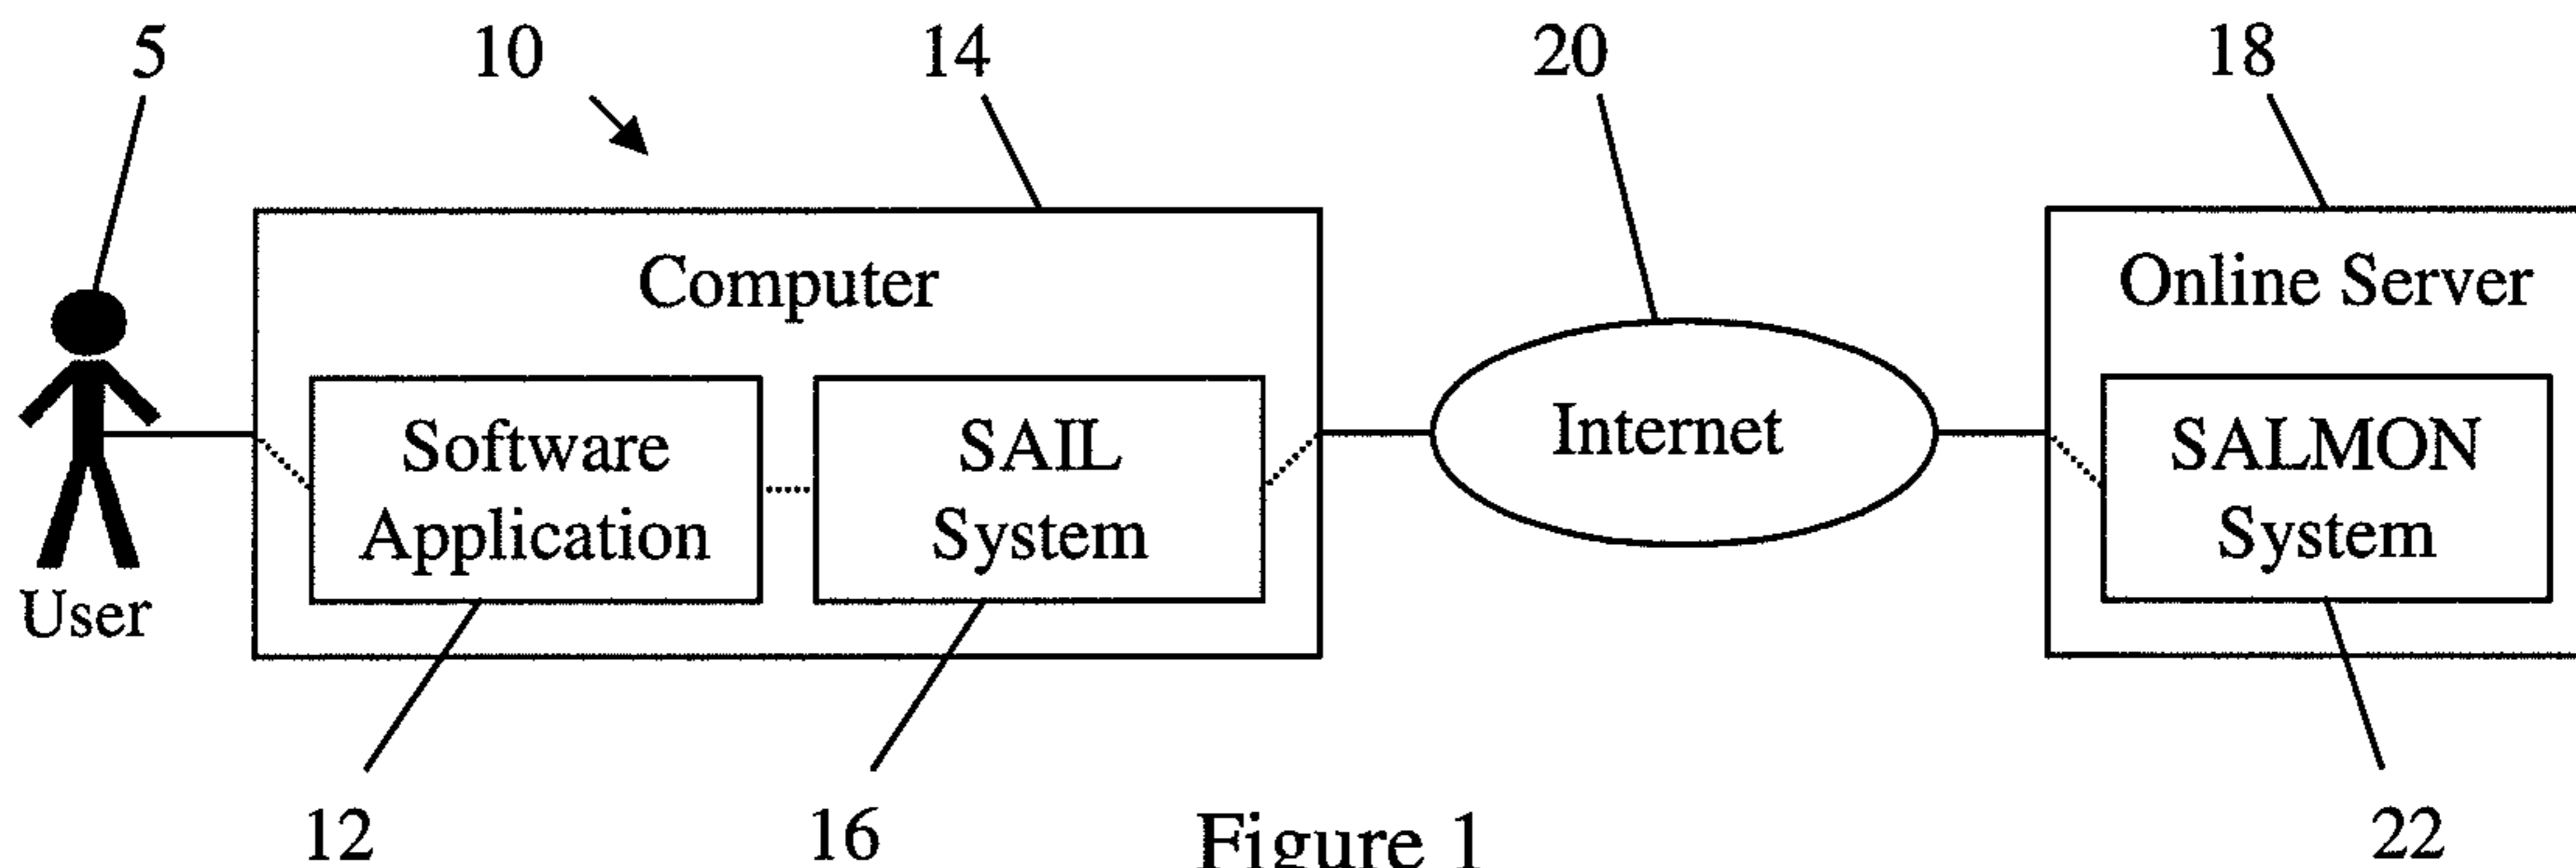 5 10 14 20 18
Computer
Online Server
Software
Application
SAIL
System
Internet
SALMON
System
User
12 16 22
Figure 1